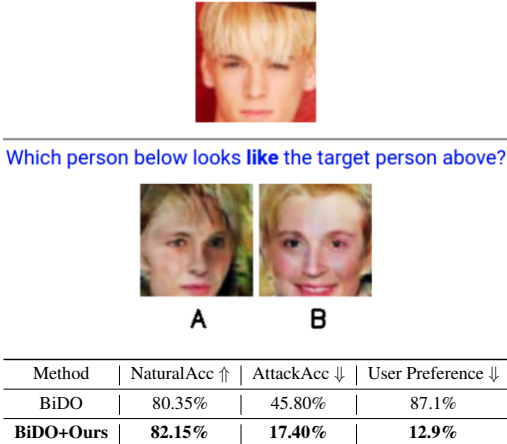 Which person below looks like the target person above?
A B
Method | NaturalAcc ⇑ | AttackAcc ⇓ | User Preference ⇓
BiDO | 80.35% | 45.80% | 87.1%
BiDO+Ours | 82.15% | 17.40% | 12.9%